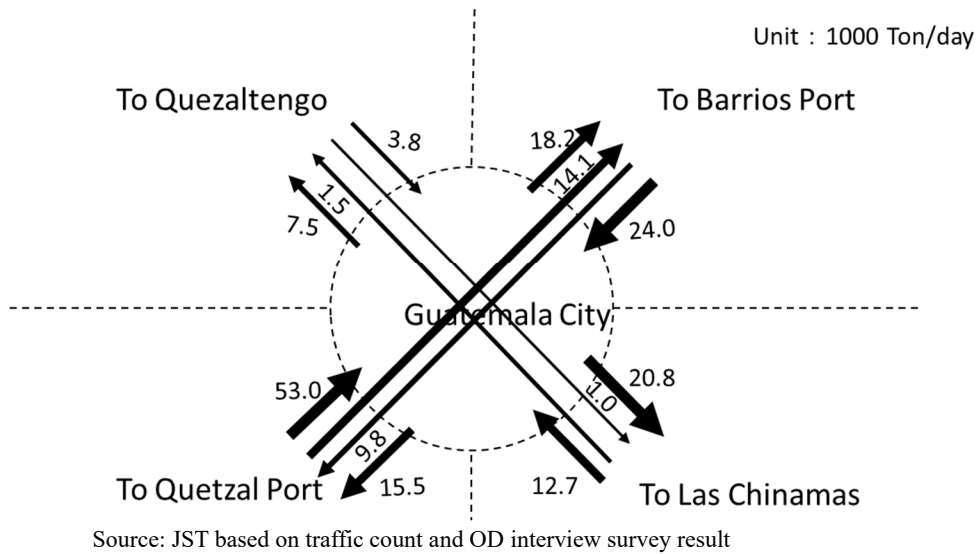 Unit : 1000 Ton/day
To Quezaltengo
To Barrios Port
3.8
18.2
14.1
1.5
7.5
24.0
Guatemala City
53.0
20.8
1.0
9.8
To Quetzal Port
15.5
12.7
To Las Chinamas
Source: JST based on traffic count and OD interview survey result